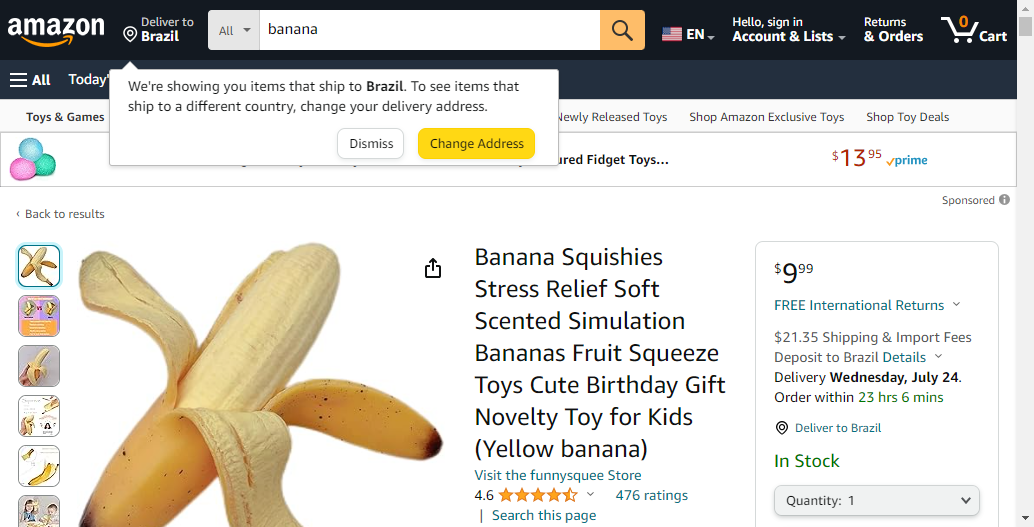 amazon
Deliver to
Brazil
All
banana
EN
Hello, sign in
Account & Lists
Returns
& Orders
0
Cart
All
Today'
We're showing you items that ship to Brazil. To see items that
ship to a different country, change your delivery address.
Dismiss
Change Address
Toys & Games
Newly Released Toys
Shop Amazon Exclusive Toys
Shop Toy Deals
ured Fidget Toys...
$13.95
prime
Sponsored
‹ Back to results
Banana Squishies
Stress Relief Soft
Scented Simulation
Bananas Fruit Squeeze
Toys Cute Birthday Gift
Novelty Toy for Kids
(Yellow banana)
Visit the funnysquee Store
4.6
476 ratings
| Search this page
$9.99
FREE International Returns
$21.35 Shipping & Import Fees
Deposit to Brazil Details
Delivery Wednesday, July 24.
Order within 23 hrs 6 mins
Deliver to Brazil
In Stock
Quantity: 1